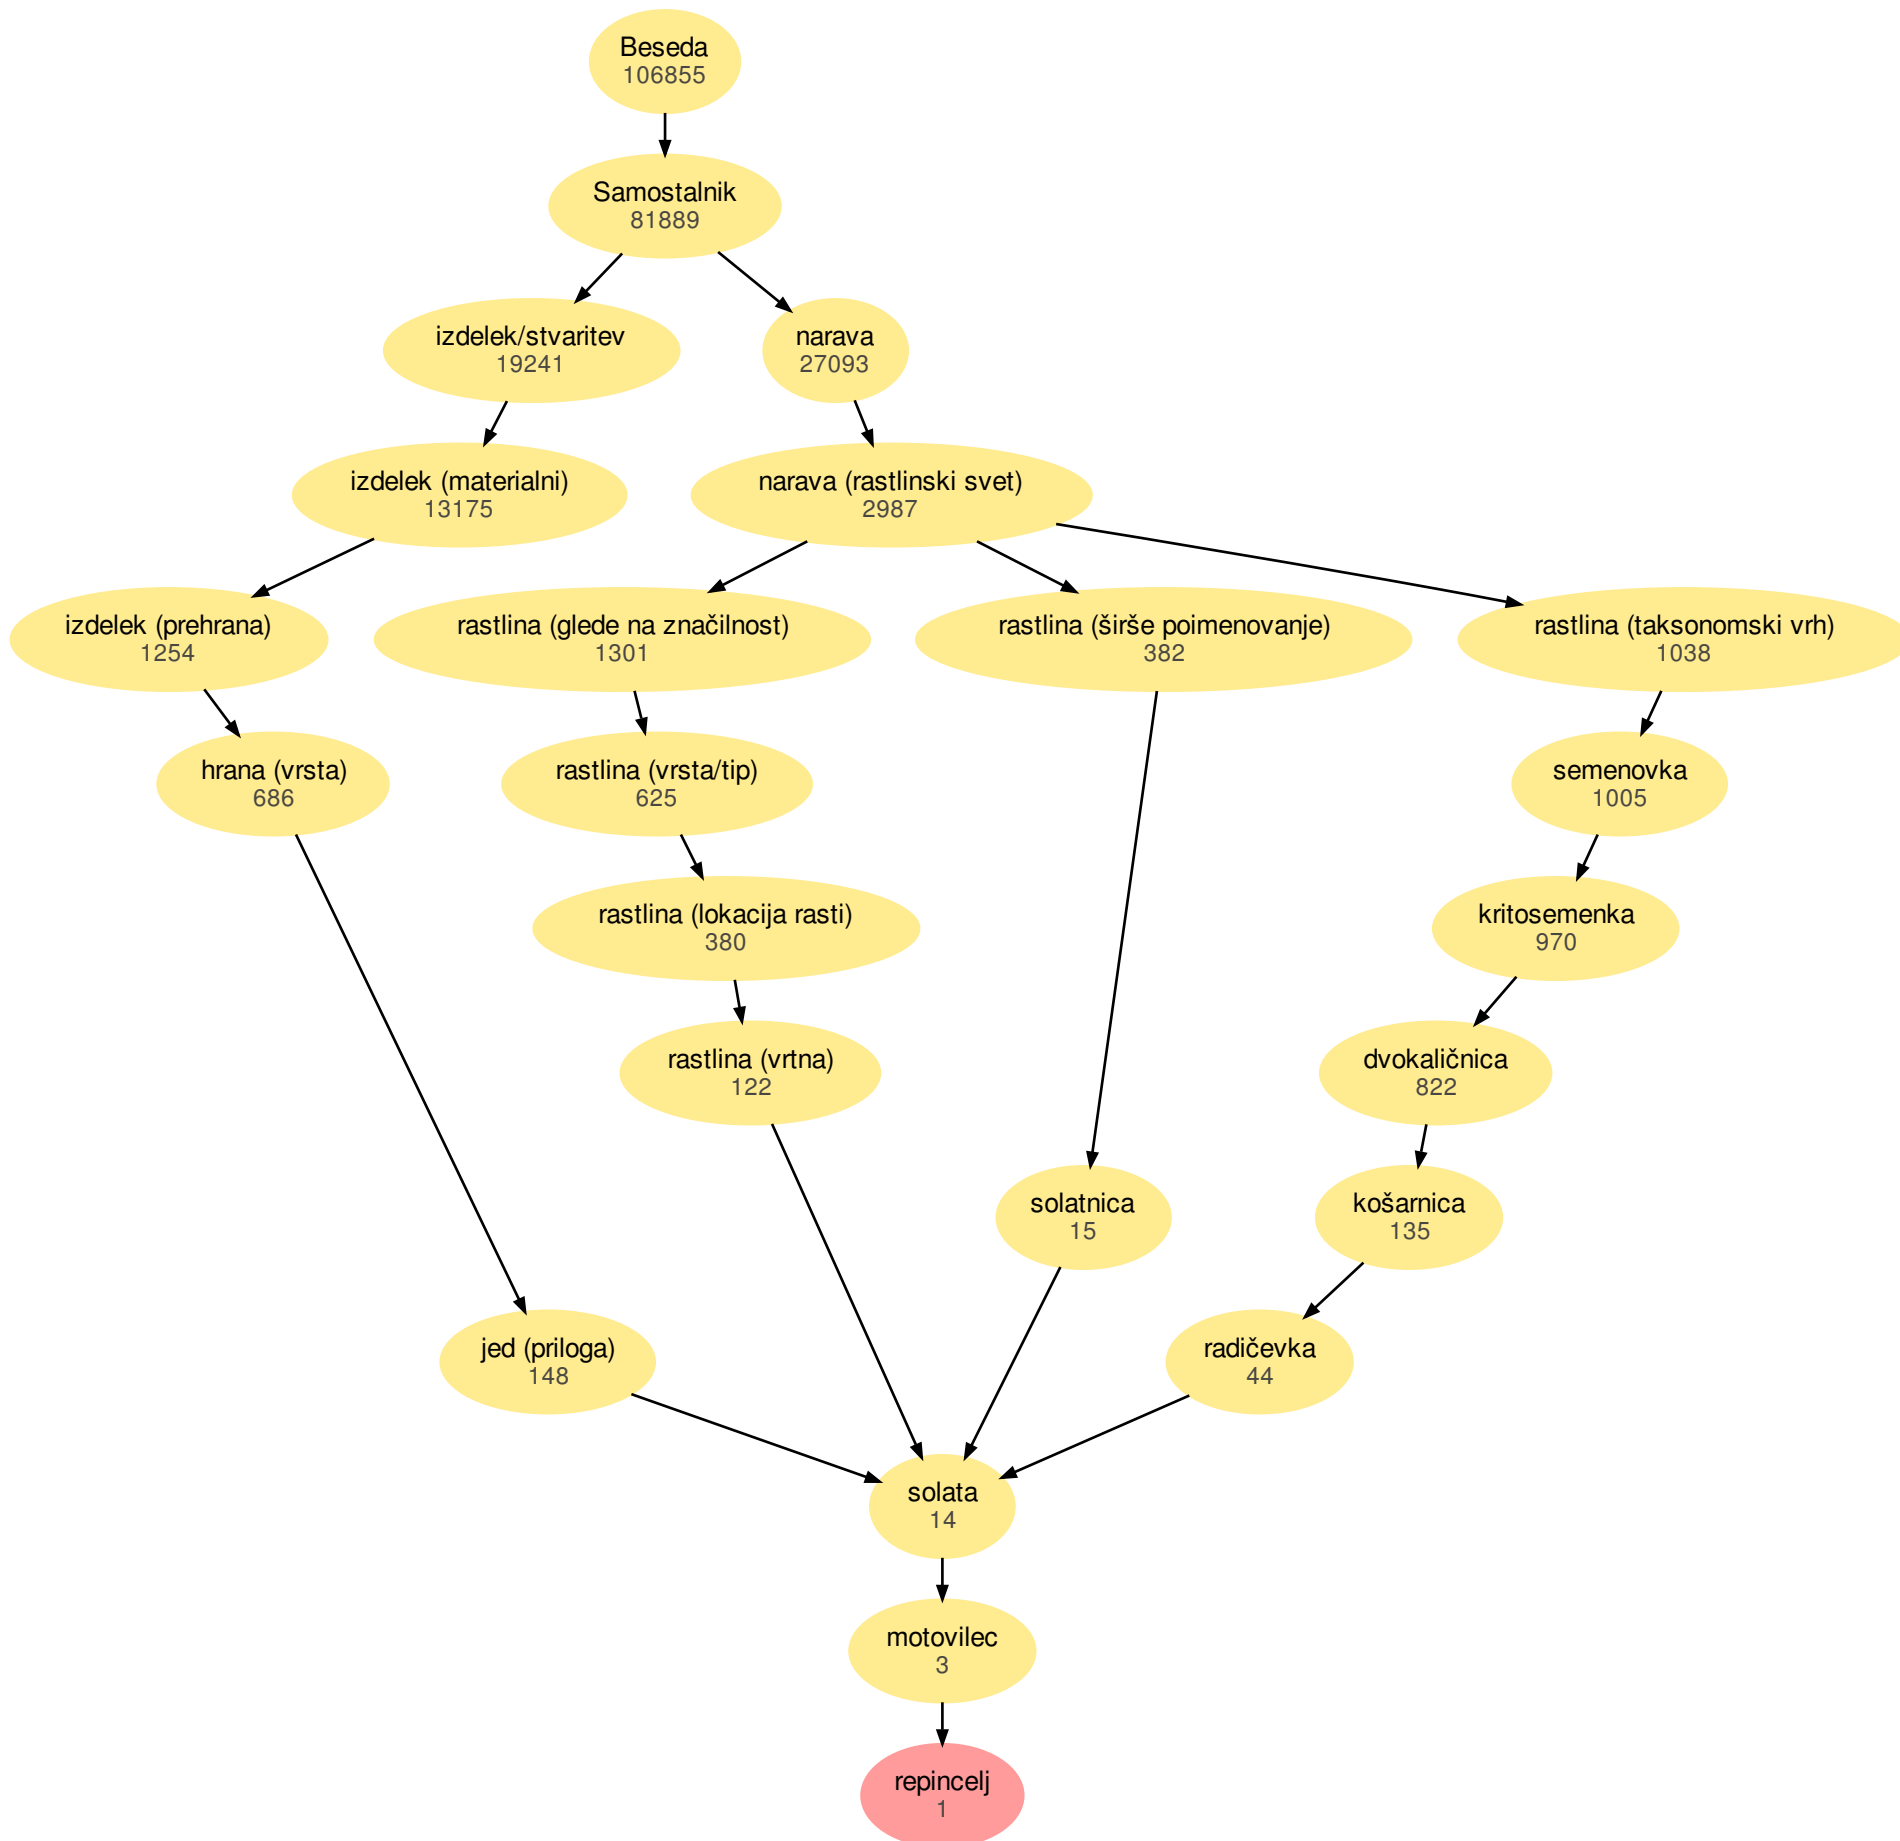 Beseda
106855
Samostalnik
81889
izdelek/stvaritev
19241
narava
27093
izdelek (materialni)
13175
narava (rastlinski svet)
2987
izdelek (prehrana)
1254
rastlina (glede na značilnost)
1301
rastlina (širše poimenovanje)
382
rastlina (taksonomski vrh)
1038
hrana (vrsta)
686
rastlina (vrsta/tip)
625
semenovka
1005
rastlina (lokacija rasti)
380
kritosemenka
970
rastlina (vrtna)
122
dvokaličnica
822
solatnica
15
košarnica
135
jed (priloga)
148
radičevka
44
solata
14
motovilec
3
repincelj
1